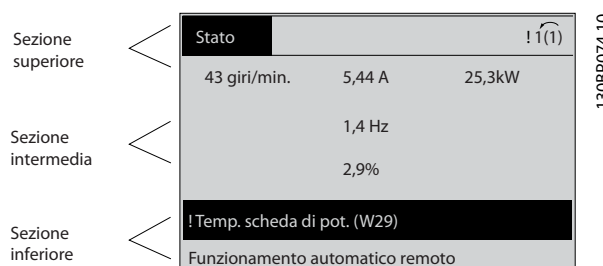 Sezione
superiore
Stato
! 1(1)
43 giri/min.
5,44 A
25,3kW
Sezione
intermedia
1,4 Hz
2,9%
! Temp. scheda di pot. (W29)
Sezione
inferiore
Funzionamento automatico remoto
130BP074.10